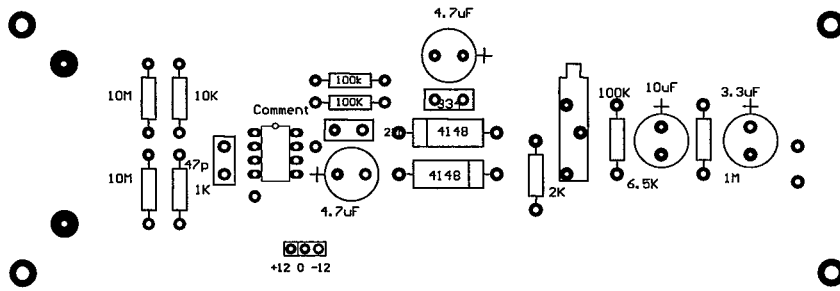 4.7uF
10M
10K
100k
100K
334
100K
10uF
3.3uF
Comment
4148
47p
10M
1K
4148
2K
6.5K
1M
4.7uF
+12 0 -12